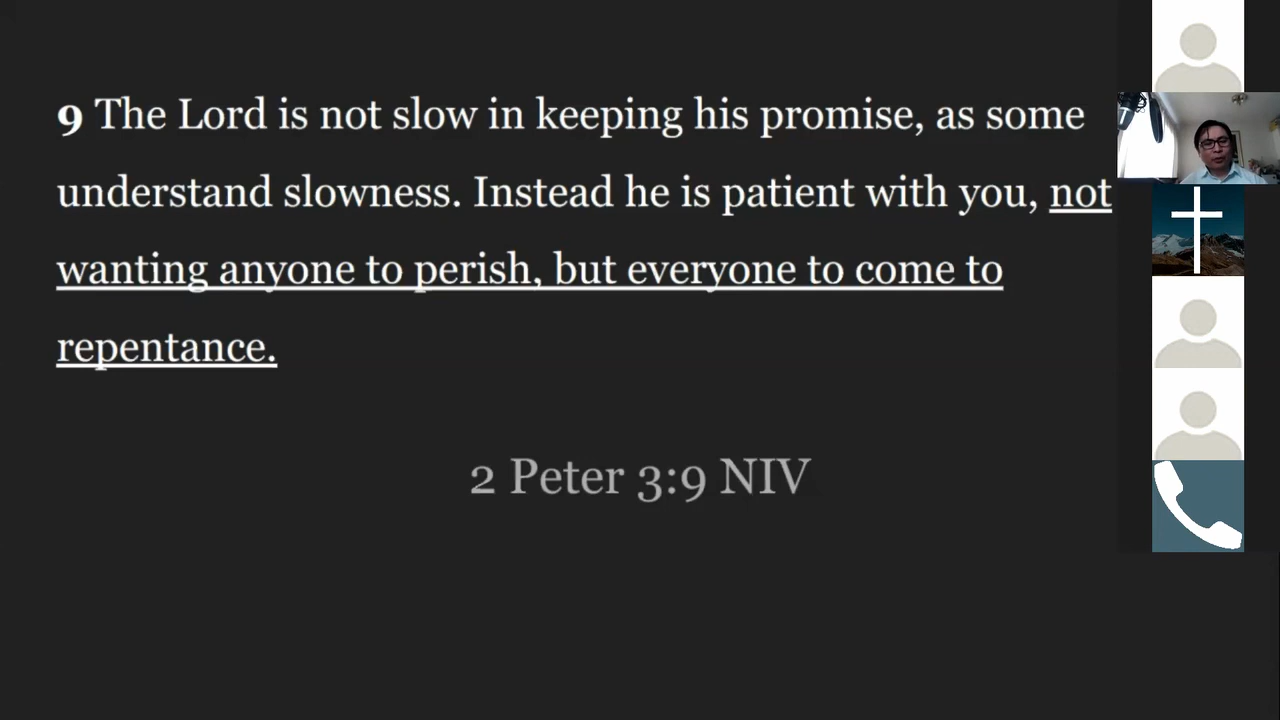 9 The Lord is not slow in keeping his promise, as some
understand slowness. Instead he is patient with you, not
wanting anyone to perish, but everyone to come to
repentance.
2 Peter 3:9 NIV